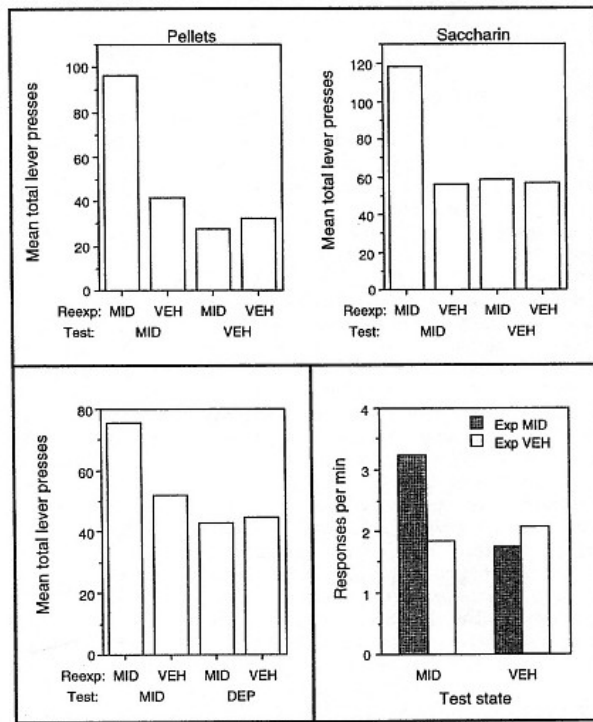 Pellets
Mean total lever presses
100
80
60
40
20
0
Reexp: MID VEH MID VEH
Test: MID VEH
Saccharin
Mean total lever presses
120
100
80
60
40
20
0
Reexp: MID VEH MID VEH
Test: MID VEH
Mean total lever presses
80
60
40
20
0
Reexp: MID VEH MID VEH
Test: MID DEP
Responses per min
4
3
2
1
0
Exp MID
Exp VEH
MID VEH
Test state